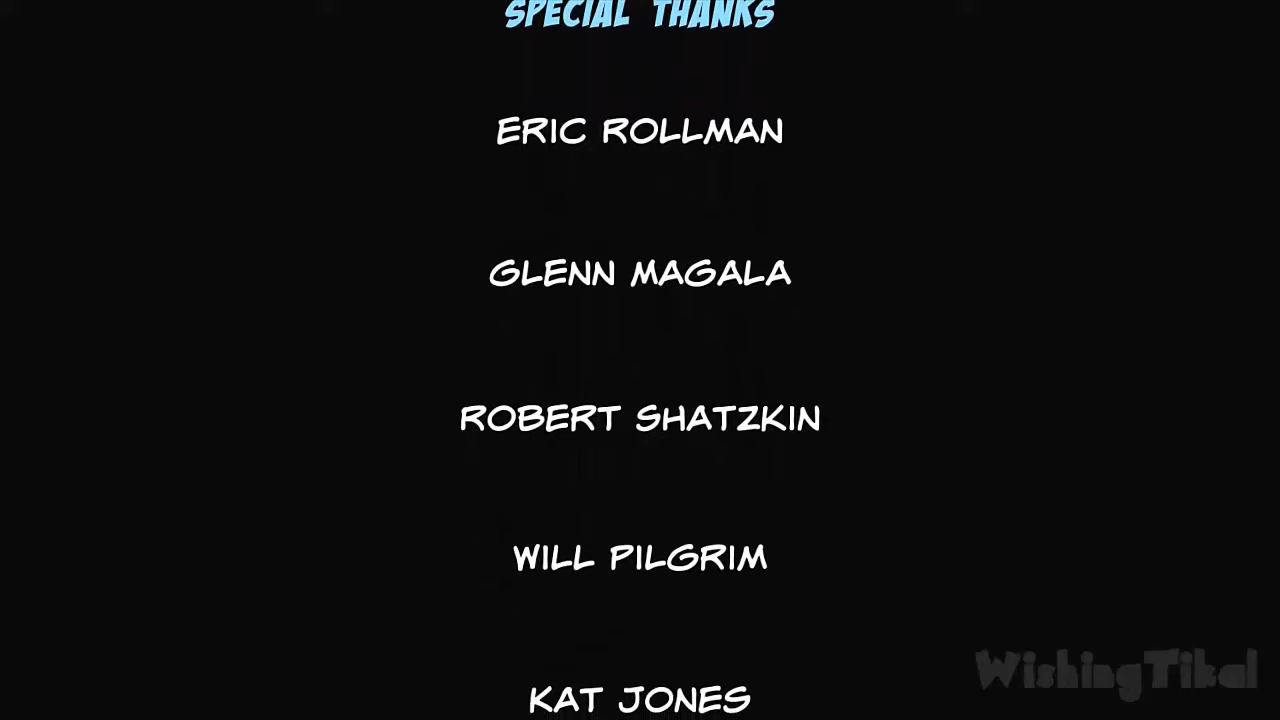 SPECIAL THANKS
ERIC ROLLMAN
GLENN MAGALA
ROBERT SHATZKIN
WILL PILGRIM
KAT JONES
WishingTikal